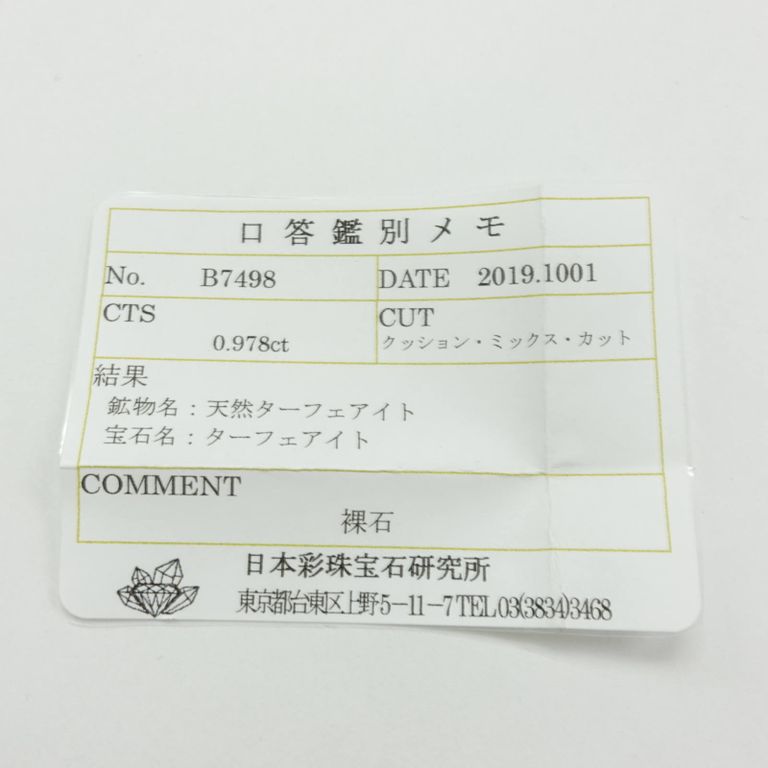 口答鑑別メモ
No. B7498 DATE 2019.1001
CTS CUT
0.978ct クッション・ミックス・カット
結果
鉱物名：天然ターフェアイト
宝石名：ターフェアイト
COMMENT
裸石
日本彩珠宝石研究所
東京都台東区上野5-11-7 TEL03(3834)3468